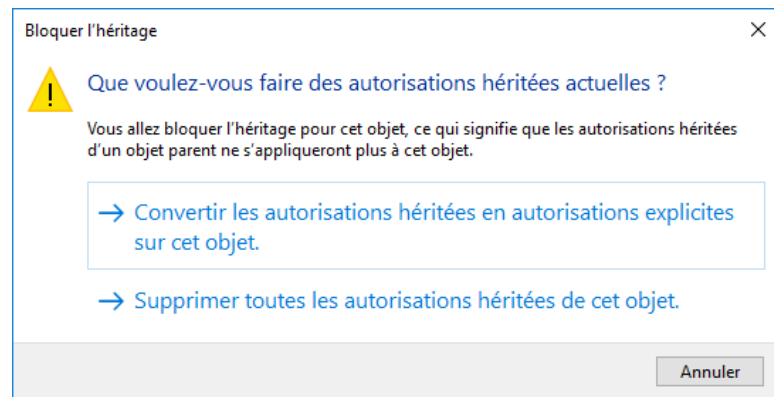 Bloquer l'héritage
Que voulez-vous faire des autorisations héritées actuelles ?
Vous allez bloquer l'héritage pour cet objet, ce qui signifie que les autorisations héritées
d'un objet parent ne s'appliqueront plus à cet objet.
→ Convertir les autorisations héritées en autorisations explicites
sur cet objet.
→ Supprimer toutes les autorisations héritées de cet objet.
Annuler